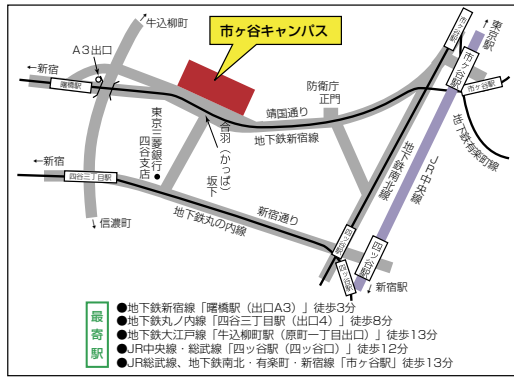 市ヶ谷キャンパス
牛込柳町
A3出口
←新宿
曙橋駅
防衛庁
正門
靖国通り
地下鉄新宿線
東京駅
市ヶ谷駅
市ヶ谷駅
市ヶ谷駅
地下鉄有楽町線
東京三菱銀行●
四谷支店
合羽（かっぱ）
坂下
地下鉄南北線
JR中央線
←新宿
四谷三丁目駅
新宿通り
地下鉄丸の内線
信濃町
四ツ谷駅
四ツ谷駅
四ツ谷駅
新宿駅
最寄駅
●地下鉄新宿線「曙橋駅（出口A3）」徒歩3分
●地下鉄丸ノ内線「四谷三丁目駅（出口4）」徒歩8分
●地下鉄大江戸線「牛込柳町駅（原町一丁目出口）」徒歩13分
●JR中央線・総武線「四ッ谷駅（四ッ谷口）」徒歩12分
●JR総武線、地下鉄南北・有楽町・新宿線「市ヶ谷駅」徒歩13分